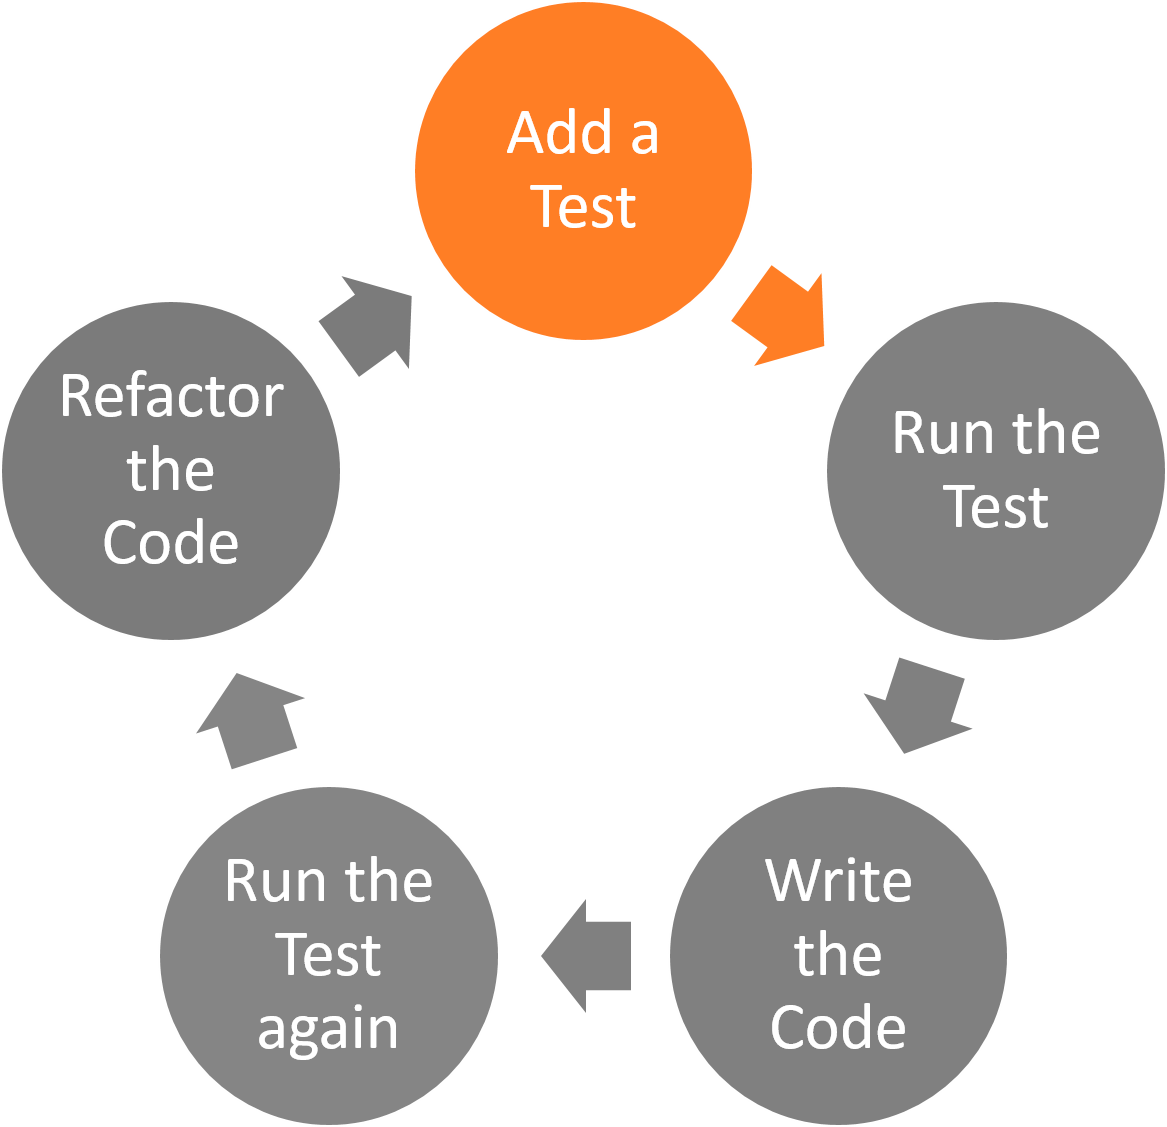 Add a
Test
Run the
Test
Write
the
Code
Run the
Test
again
Refactor
the
Code